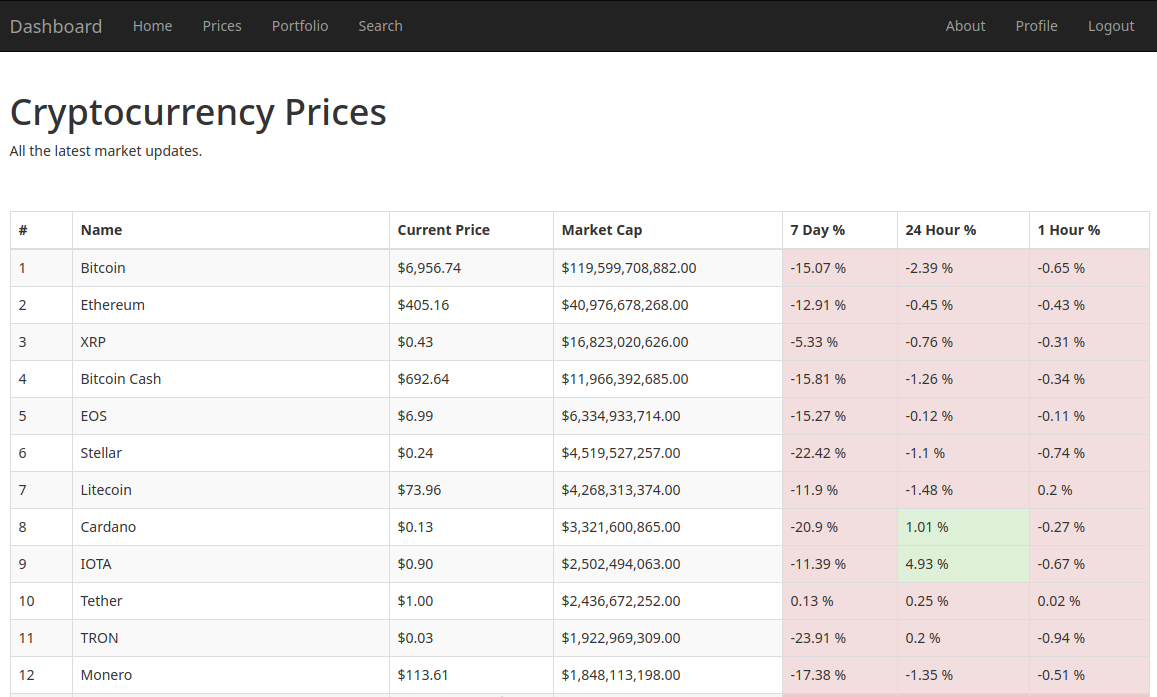 Dashboard Home Prices Portfolio Search About Profile Logout
Cryptocurrency Prices
All the latest market updates.
# Name Current Price Market Cap 7 Day % 24 Hour % 1 Hour %
1 Bitcoin $6,956.74 $119,599,708,882.00 -15.07 % -2.39 % -0.65 %
2 Ethereum $405.16 $40,976,678,268.00 -12.91 % -0.45 % -0.43 %
3 XRP $0.43 $16,823,020,626.00 -5.33 % -0.76 % -0.31 %
4 Bitcoin Cash $692.64 $11,966,392,685.00 -15.81 % -1.26 % -0.34 %
5 EOS $6.99 $6,334,933,714.00 -15.27 % -0.12 % -0.11 %
6 Stellar $0.24 $4,519,527,257.00 -22.42 % -1.1 % -0.74 %
7 Litecoin $73.96 $4,268,313,374.00 -11.9 % -1.48 % 0.2 %
8 Cardano $0.13 $3,321,600,865.00 -20.9 % 1.01 % -0.27 %
9 IOTA $0.90 $2,502,494,063.00 -11.39 % 4.93 % -0.67 %
10 Tether $1.00 $2,436,672,252.00 0.13 % 0.25 % 0.02 %
11 TRON $0.03 $1,922,969,309.00 -23.91 % 0.2 % -0.94 %
12 Monero $113.61 $1,848,113,198.00 -17.38 % -1.35 % -0.51 %